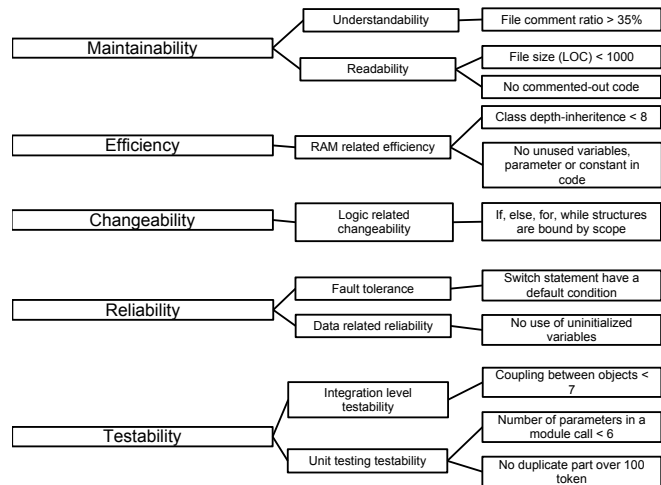 Maintainability
Understandability
File comment ratio > 35%
Readability
File size (LOC) < 1000
No commented-out code
Efficiency
RAM related efficiency
Class depth-inheritence < 8
No unused variables,
parameter or constant in
code
Changeability
Logic related
changeability
If, else, for, while structures
are bound by scope
Reliability
Fault tolerance
Switch statement have a
default condition
Data related reliability
No use of uninitialized
variables
Testability
Integration level
testability
Coupling between objects <
7
Unit testing testability
Number of parameters in a
module call < 6
No duplicate part over 100
token